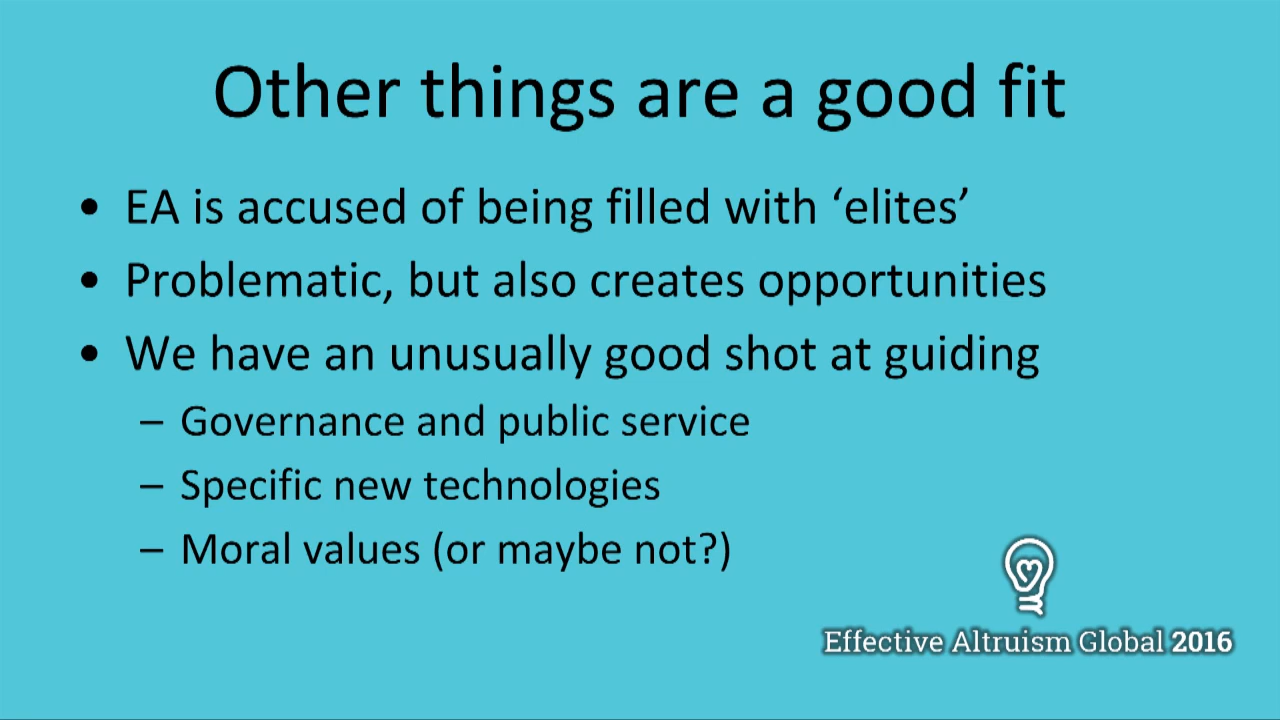 Other things are a good fit
• EA is accused of being filled with ‘elites’
• Problematic, but also creates opportunities
• We have an unusually good shot at guiding
– Governance and public service
– Specific new technologies
– Moral values (or maybe not?)
Effective Altruism Global 2016